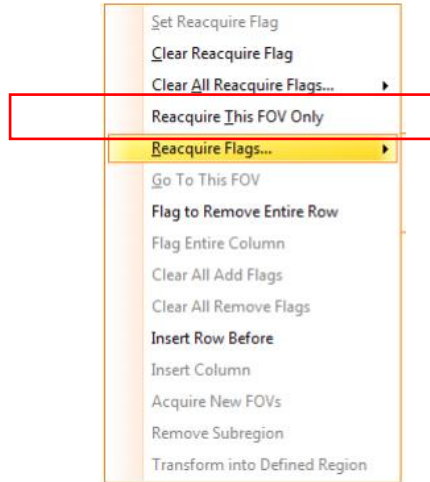 Set Reacquire Flag
Clear Reacquire Flag
Clear All Reacquire Flags...
Reacquire This FOV Only
Reacquire Flags...
Go To This FOV
Flag to Remove Entire Row
Flag Entire Column
Clear All Add Flags
Clear All Remove Flags
Insert Row Before
Insert Column
Acquire New FOVs
Remove Subregion
Transform into Defined Region